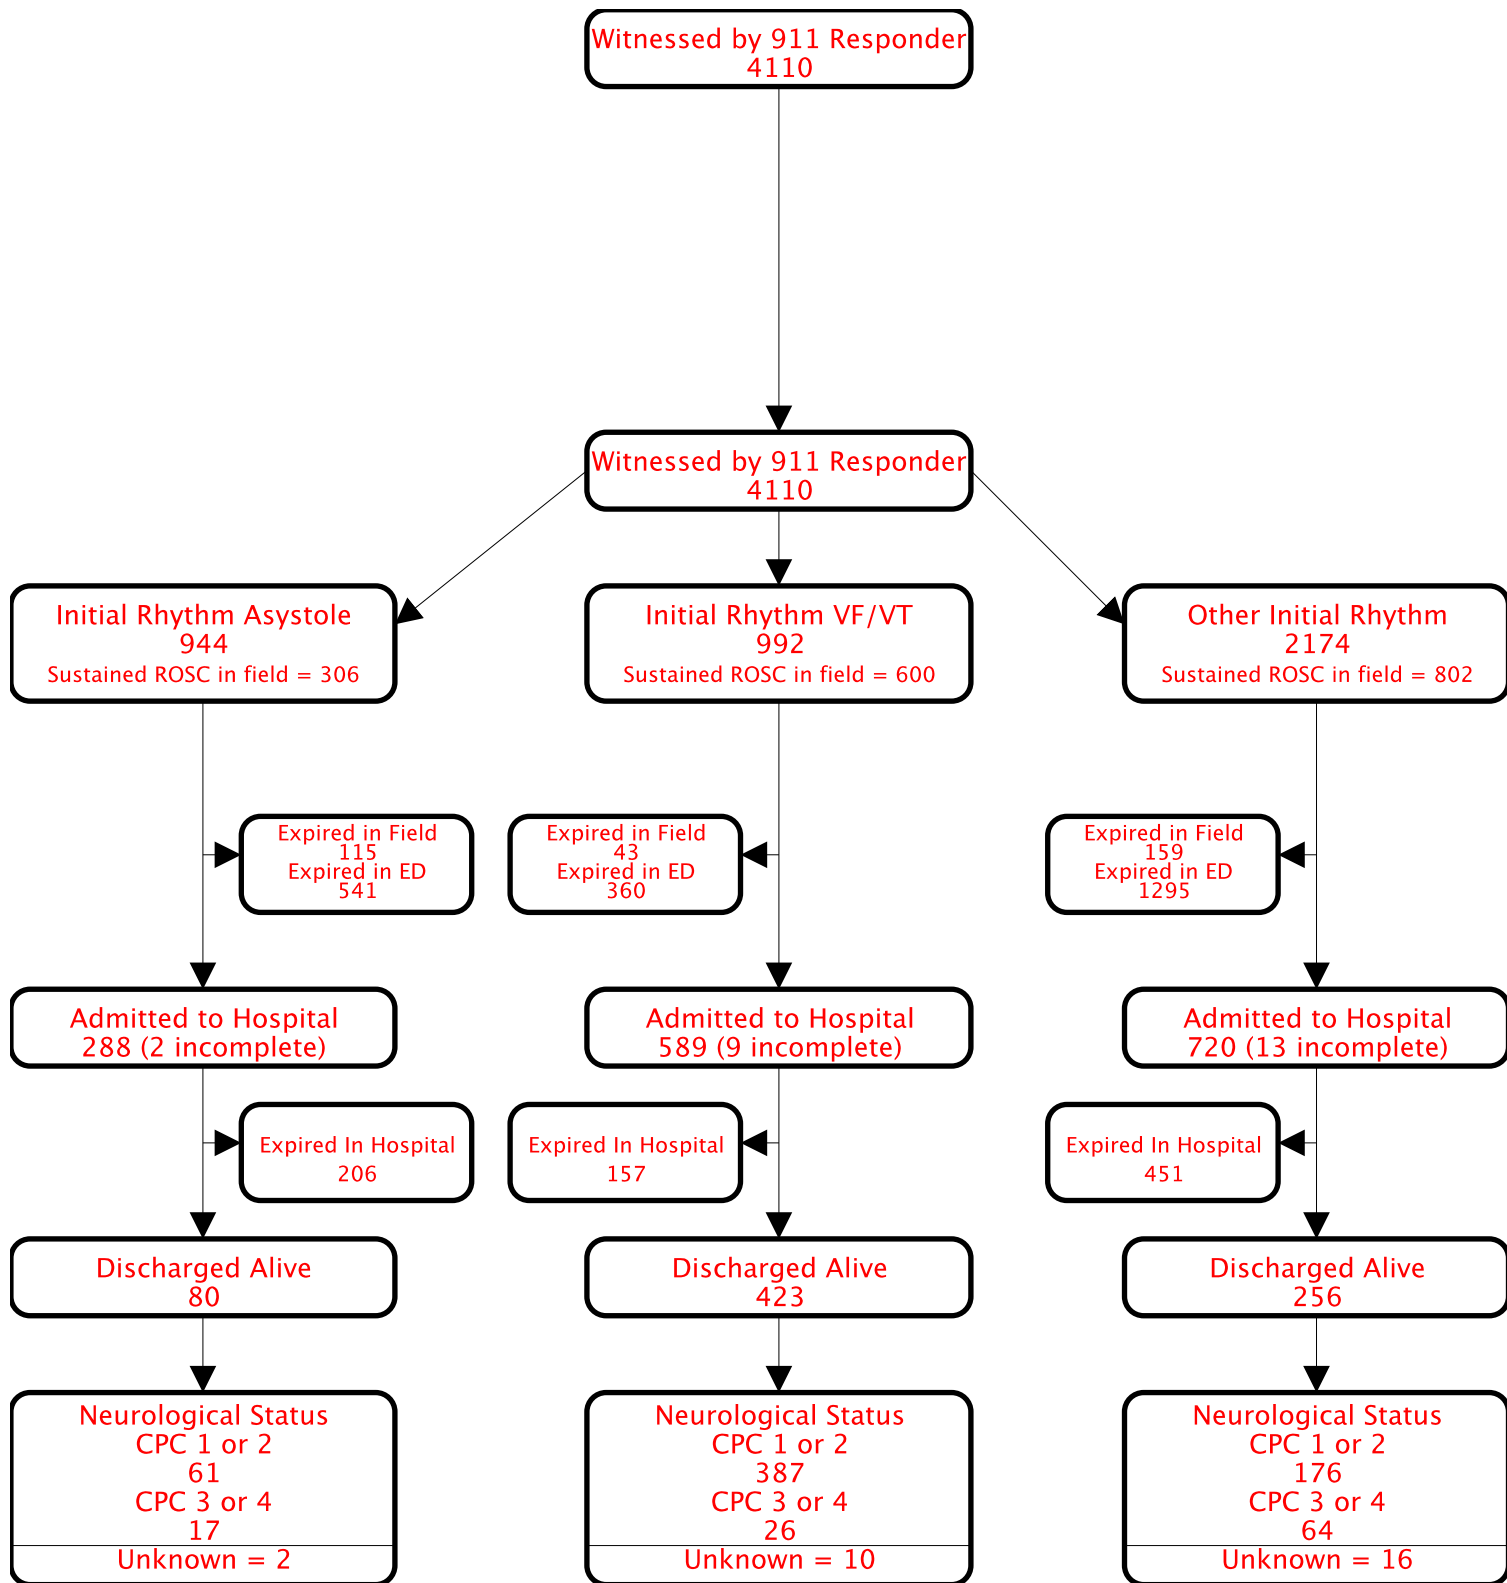 Witnessed by 911 Responder
4110
Witnessed by 911 Responder
4110
Initial Rhythm Asystole
944
Sustained ROSC in field = 306
Initial Rhythm VF/VT
992
Sustained ROSC in field = 600
Other Initial Rhythm
2174
Sustained ROSC in field = 802
Expired in Field
115
Expired in ED
541
Expired in Field
43
Expired in ED
360
Expired in Field
159
Expired in ED
1295
Admitted to Hospital
288 (2 incomplete)
Admitted to Hospital
589 (9 incomplete)
Admitted to Hospital
720 (13 incomplete)
Expired In Hospital
206
Expired In Hospital
157
Expired In Hospital
451
Discharged Alive
80
Discharged Alive
423
Discharged Alive
256
Neurological Status
CPC 1 or 2
61
CPC 3 or 4
17
Unknown = 2
Neurological Status
CPC 1 or 2
387
CPC 3 or 4
26
Unknown = 10
Neurological Status
CPC 1 or 2
176
CPC 3 or 4
64
Unknown = 16